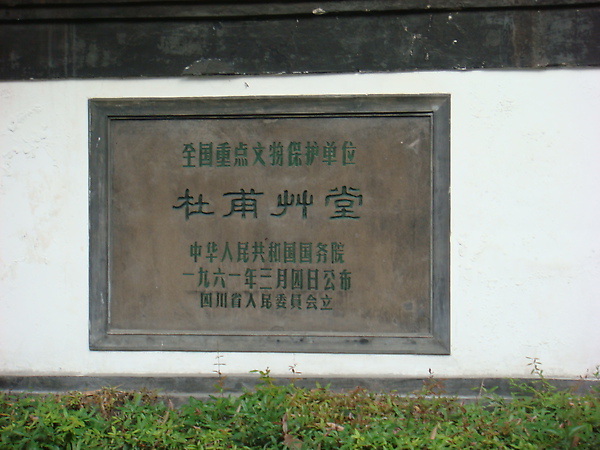 全国重点文物保护单位
杜甫艸堂
中华人民共和国国务院
一九六一年三月四日公布
四川省人民委员会立